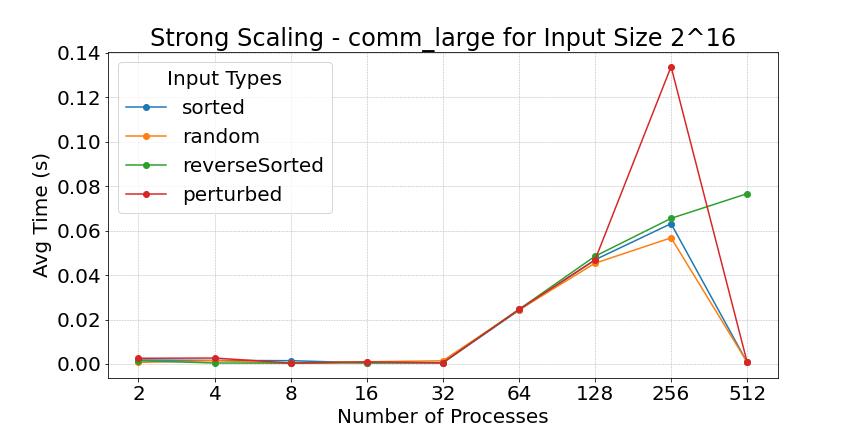 Strong Scaling - comm_large for Input Size 2^16
0.14
0.12
0.10
0.08
0.06
0.04
0.02
0.00
Avg Time (s)
Input Types
sorted
random
reverseSorted
perturbed
2 4 8 16 32 64 128 256 512
Number of Processes